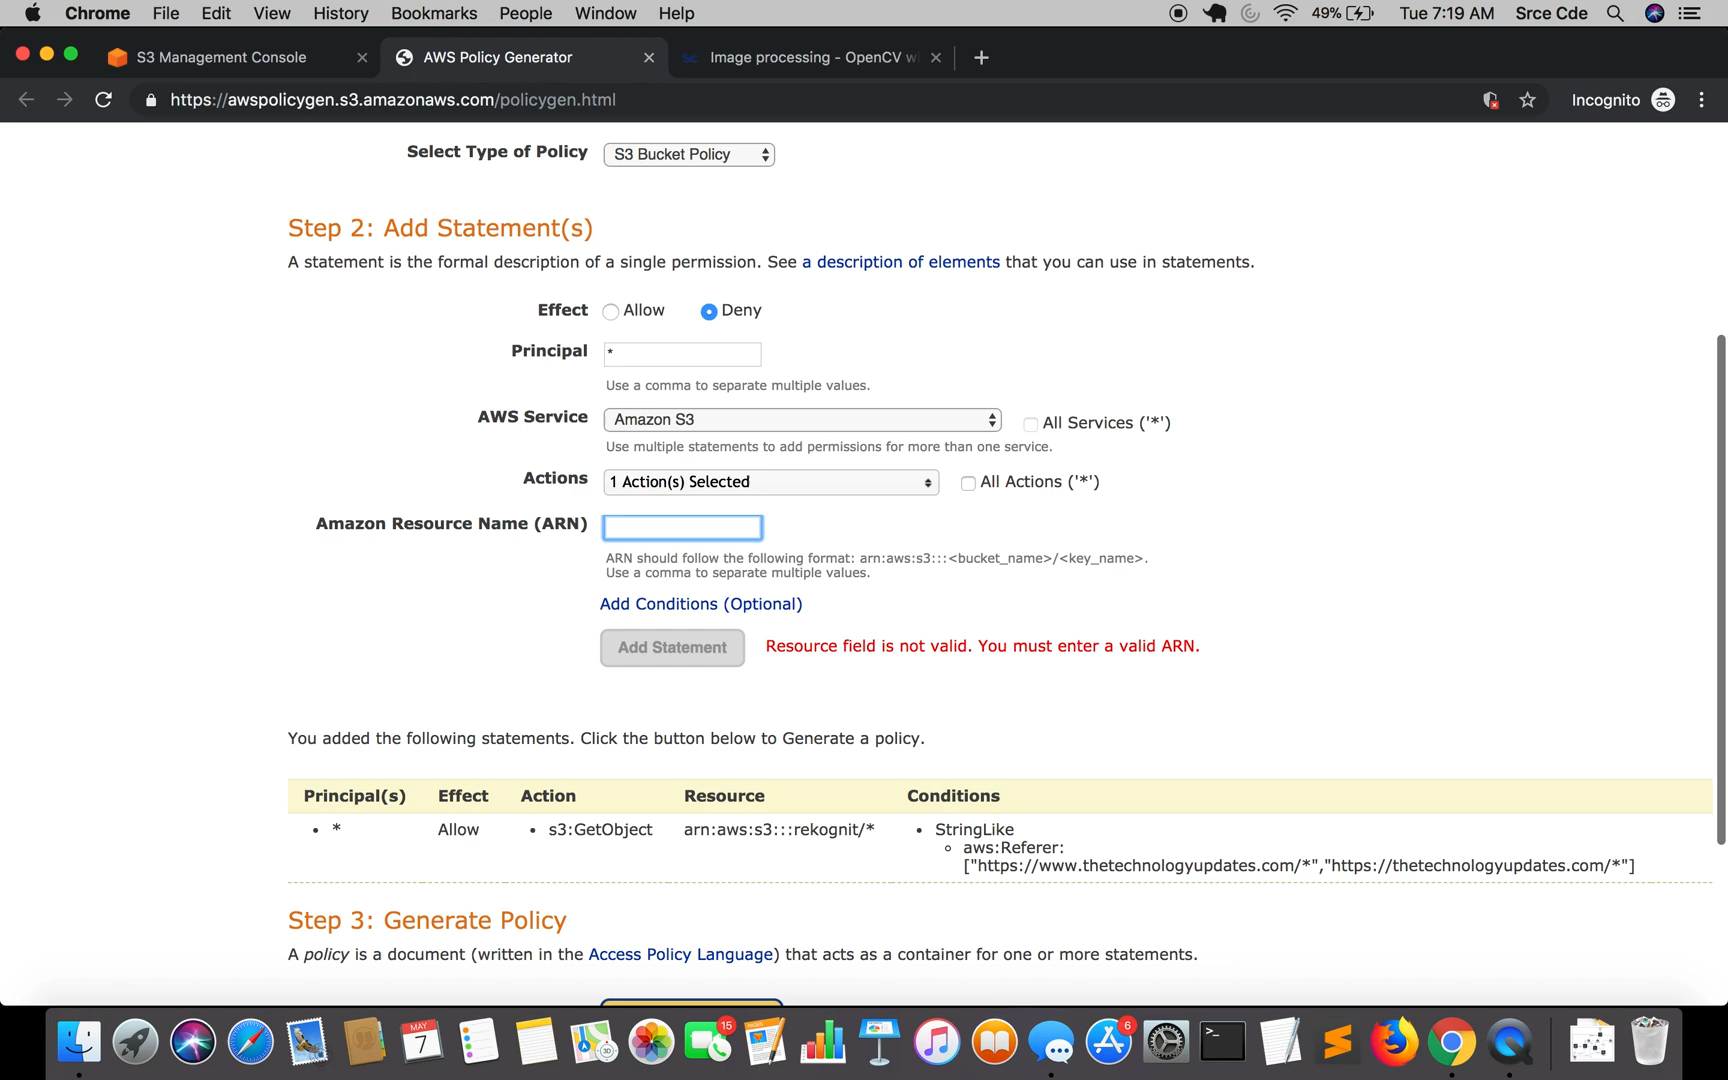 Chrome File Edit View History Bookmarks People Window Help 49% Tue 7:19 AM Srce Cde
S3 Management Console AWS Policy Generator Image processing - OpenCV wi
https://awspolicygen.s3.amazonaws.com/policygen.html Incognito
Select Type of Policy S3 Bucket Policy
Step 2: Add Statement(s)
A statement is the formal description of a single permission. See a description of elements that you can use in statements.
Effect Allow Deny
Principal *
Use a comma to separate multiple values.
AWS Service Amazon S3 All Services ('*')
Use multiple statements to add permissions for more than one service.
Actions 1 Action(s) Selected All Actions ('*')
Amazon Resource Name (ARN)
ARN should follow the following format: arn:aws:s3:::<bucket_name>/<key_name>.
Use a comma to separate multiple values.
Add Conditions (Optional)
Add Statement Resource field is not valid. You must enter a valid ARN.
You added the following statements. Click the button below to Generate a policy.
Principal(s) Effect Action Resource Conditions
• * Allow • s3:GetObject arn:aws:s3:::rekognit/* • StringLike
aws:Referer:
["https://www.thetechnologyupdates.com/*","https://thetechnologyupdates.com/*"]
Step 3: Generate Policy
A policy is a document (written in the Access Policy Language) that acts as a container for one or more statements.
MAY 15 6
7 3D >_